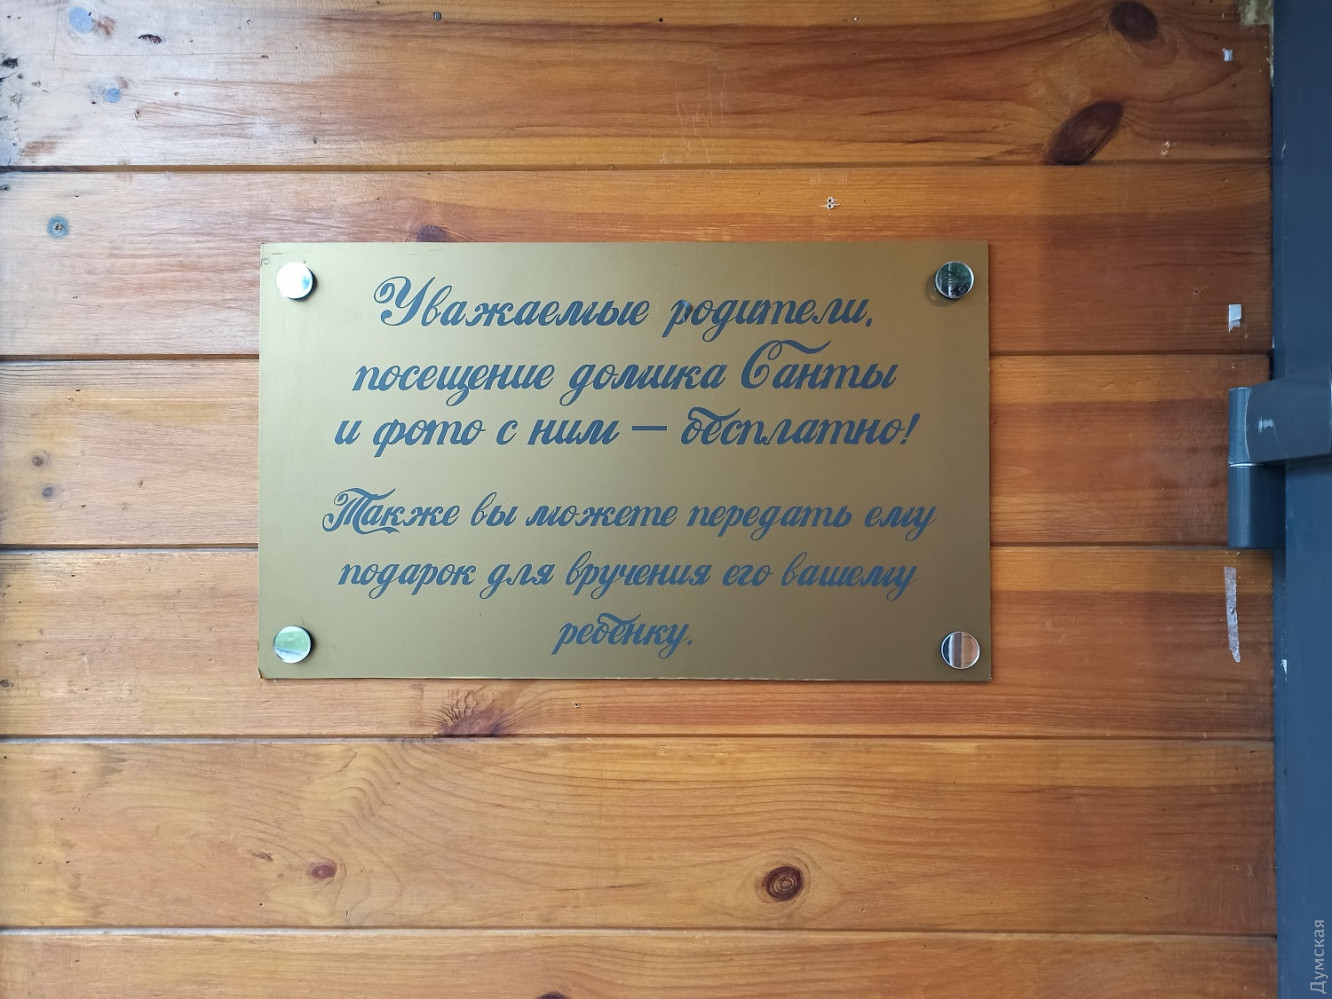 Уважаемые родители,
посещение домика Санты
и фото с ним — бесплатно!
Также вы можете передать ему
подарок для вручения его вашему
ребенку.
Думская